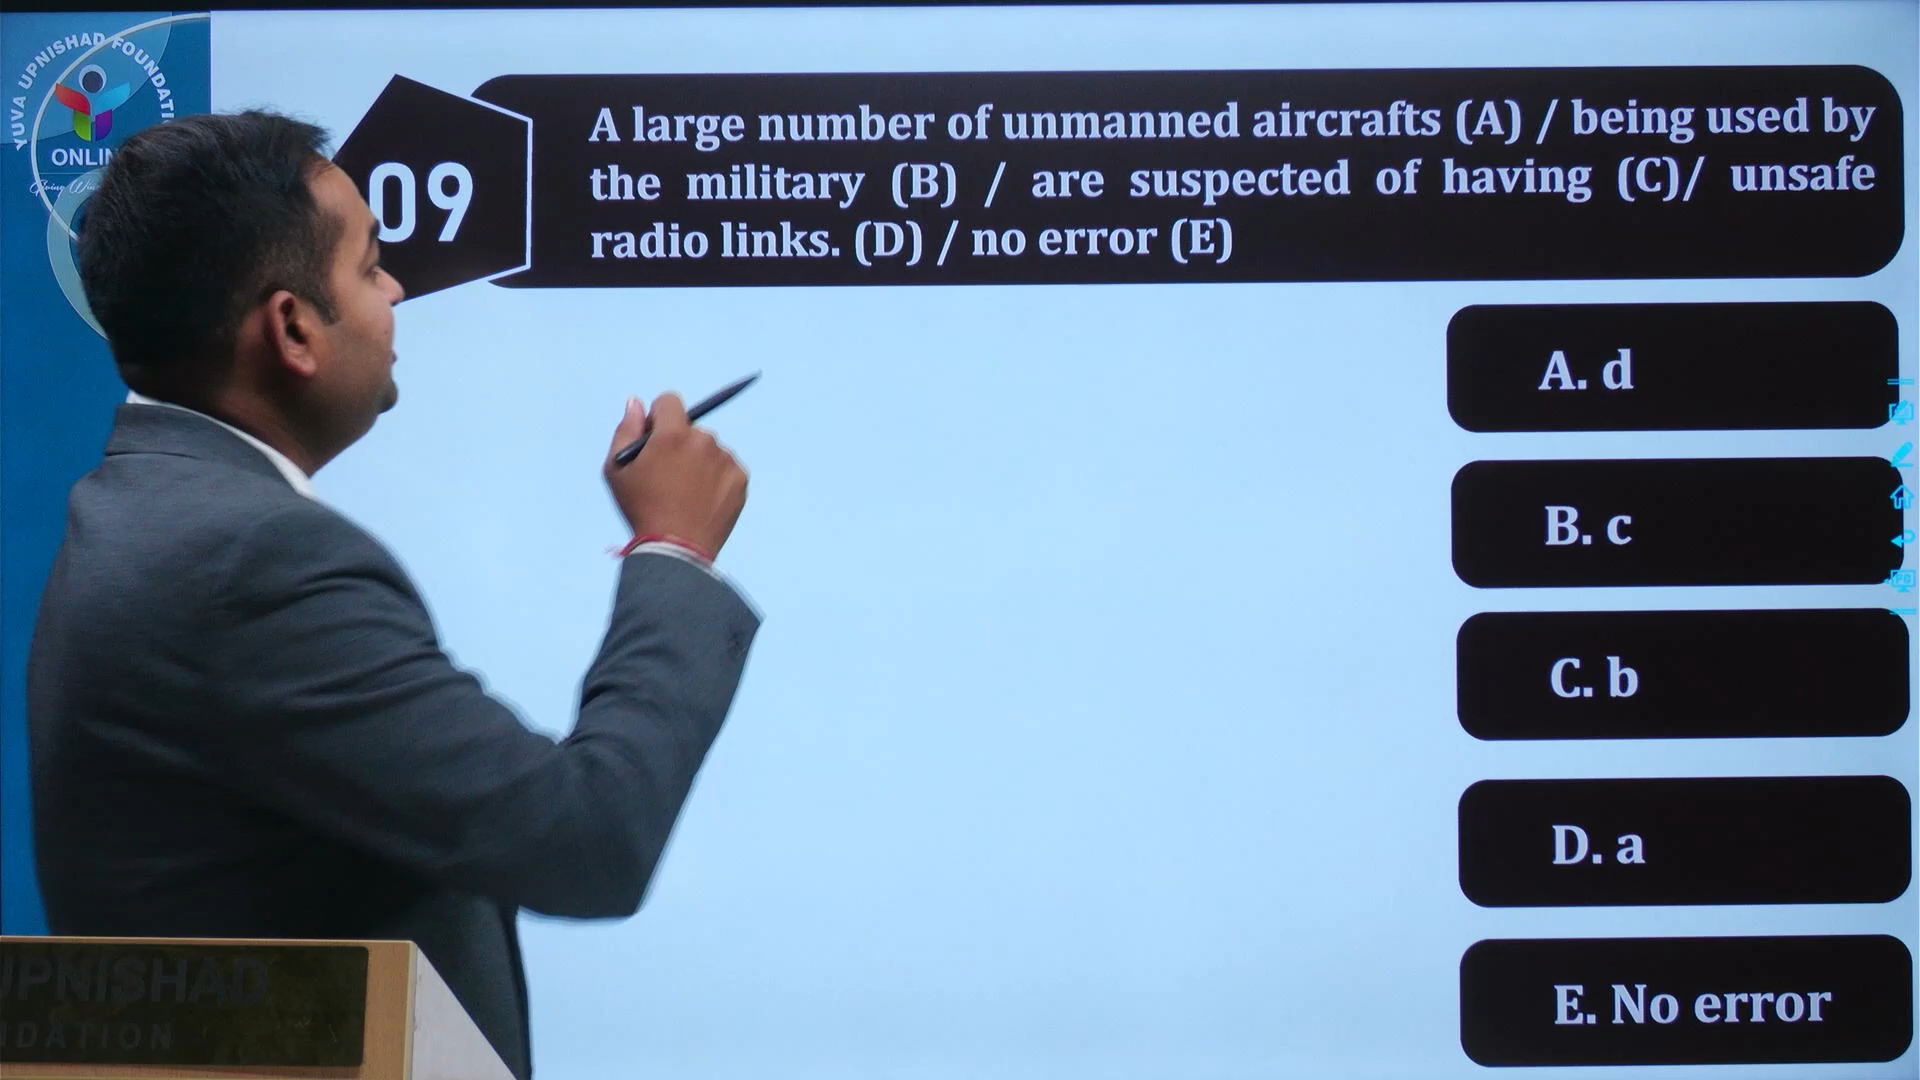 YUVA UPNISHAD FOUNDATI
ONLIN
09
A large number of unmanned aircrafts (A) / being used by
the military (B) / are suspected of having (C)/ unsafe
radio links. (D) / no error (E)
A. d
B. c
C. b
D. a
E. No error
UPNISHAD
NDATION